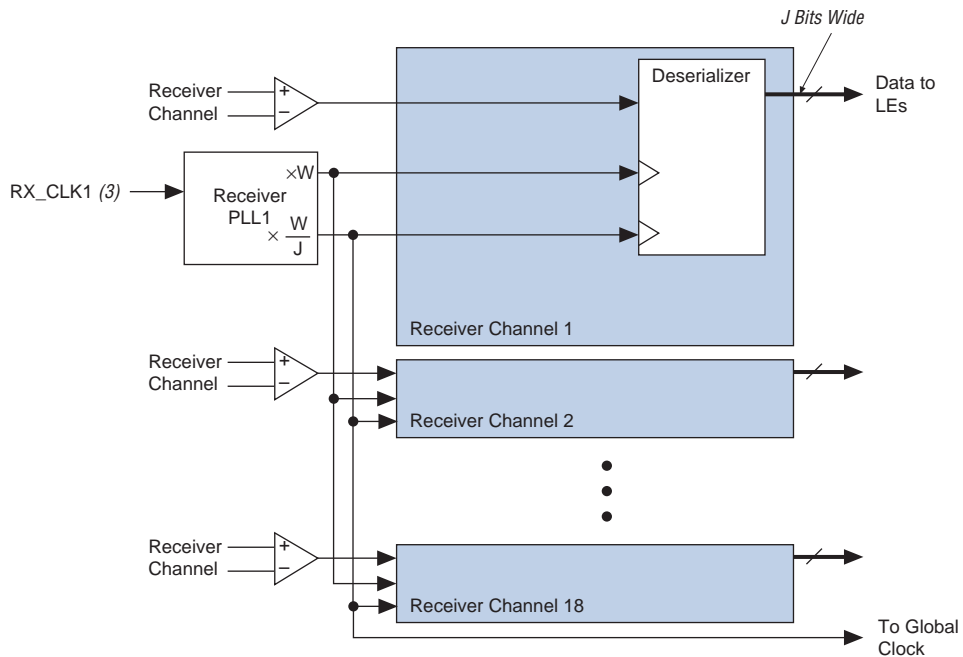 J Bits Wide
Deserializer
Data to
LEs
Receiver
Channel
+
−
RX_CLK1 (3)
Receiver
PLL1
×W
× W
J
Receiver Channel 1
Receiver
Channel
+
−
Receiver Channel 2
Receiver
Channel
+
−
Receiver Channel 18
To Global
Clock